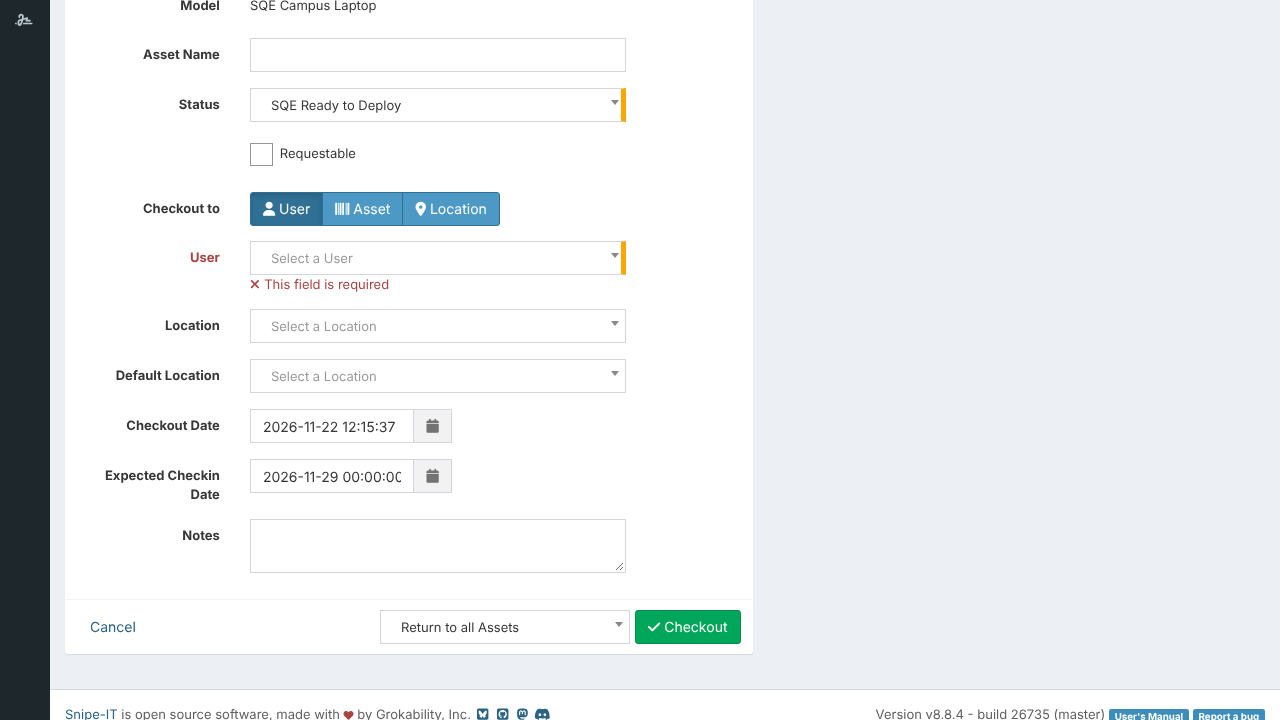 Model SQE Campus Laptop
Asset Name
Status SQE Ready to Deploy
Requestable
Checkout to User Asset Location
User Select a User
This field is required
Location Select a Location
Default Location Select a Location
Checkout Date 2026-11-22 12:15:37
Expected Checkin Date 2026-11-29 00:00:00
Notes
Cancel Return to all Assets Checkout
Snipe-IT is open source software, made with by Grokability, Inc. Version v8.8.4 - build 26735 (master) User's Manual Report a bug